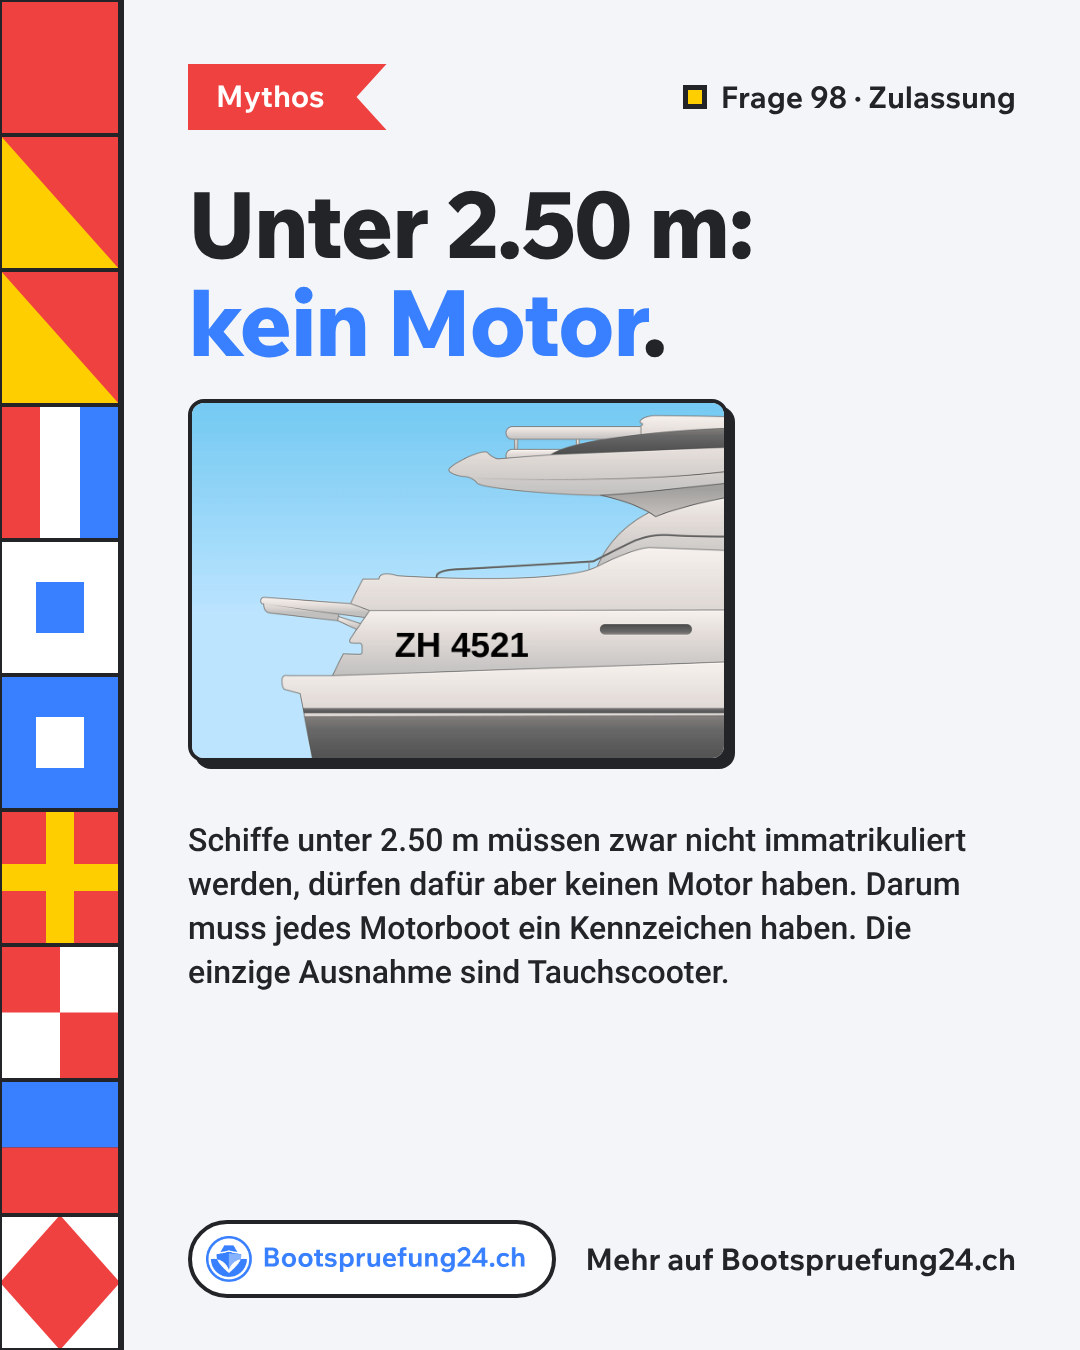 Mythos
Frage 98 · Zulassung
Unter 2.50 m:
kein Motor.
ZH 4521
Schiffe unter 2.50 m müssen zwar nicht immatrikuliert
werden, dürfen dafür aber keinen Motor haben. Darum
muss jedes Motorboot ein Kennzeichen haben. Die
einzige Ausnahme sind Tauchscooter.
Bootspruefung24.ch
Mehr auf Bootspruefung24.ch